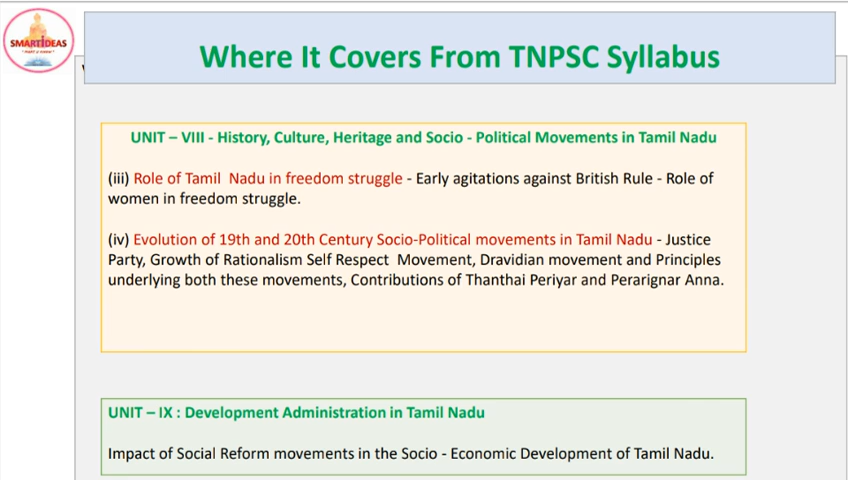 SMARTIDEAS
Where It Covers From TNPSC Syllabus
UNIT – VIII - History, Culture, Heritage and Socio - Political Movements in Tamil Nadu
(iii) Role of Tamil Nadu in freedom struggle - Early agitations against British Rule - Role of
women in freedom struggle.
(iv) Evolution of 19th and 20th Century Socio-Political movements in Tamil Nadu - Justice
Party, Growth of Rationalism Self Respect Movement, Dravidian movement and Principles
underlying both these movements, Contributions of Thanthai Periyar and Perarignar Anna.
UNIT – IX : Development Administration in Tamil Nadu
Impact of Social Reform movements in the Socio - Economic Development of Tamil Nadu.